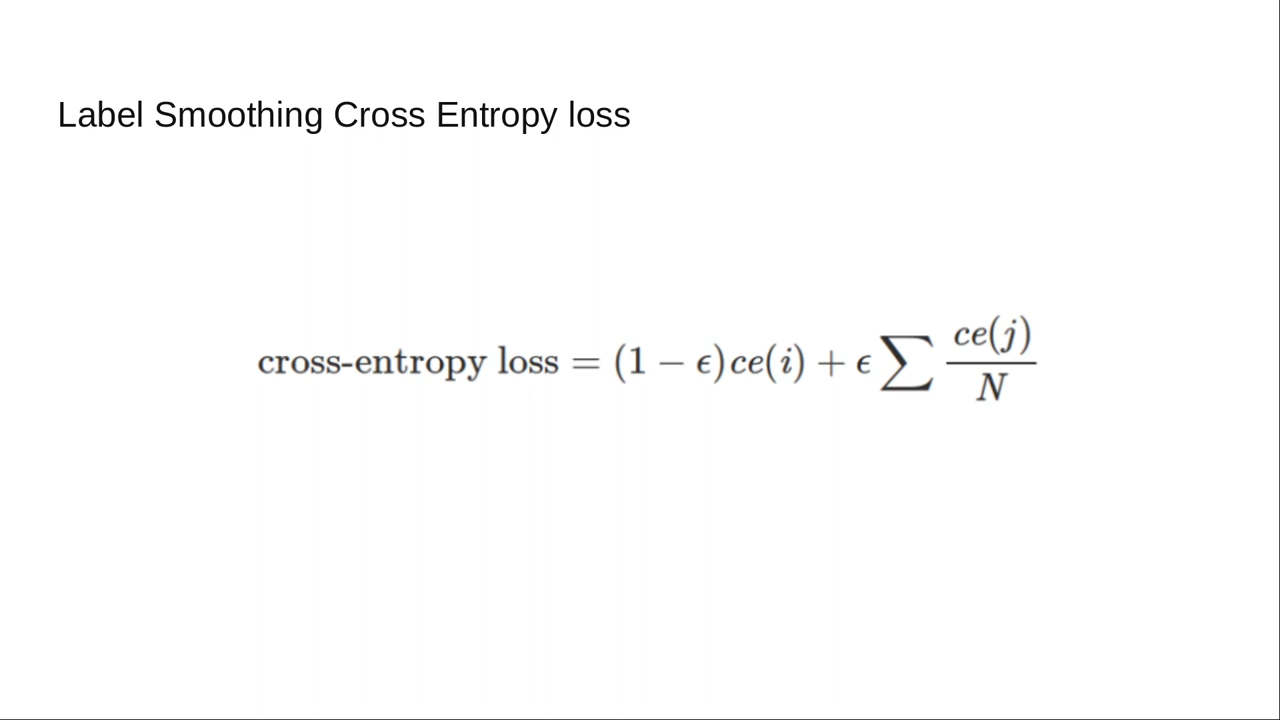 Label Smoothing Cross Entropy loss
cross-entropy loss = (1 − ϵ)ce(i) + ϵ ∑ ce(j)/N